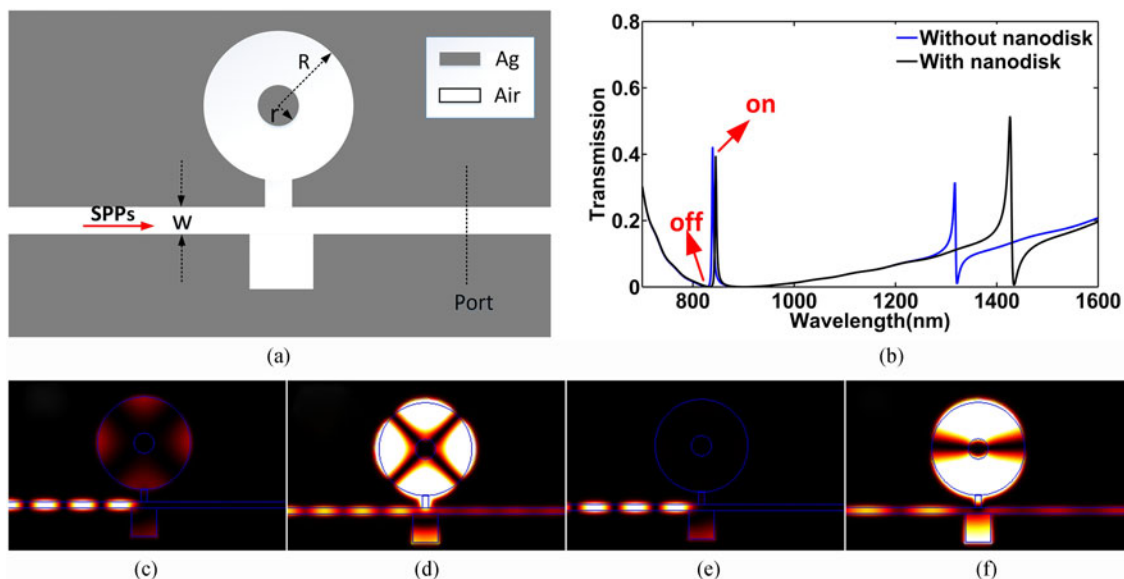 R
r
Ag
Air
SPPs
W
Port
(a)
Transmission
0.8
0.6
0.4
0.2
0
Without nanodisk
With nanodisk
on
off
800 1000 1200 1400 1600
Wavelength(nm)
(b)
(c) (d) (e) (f)